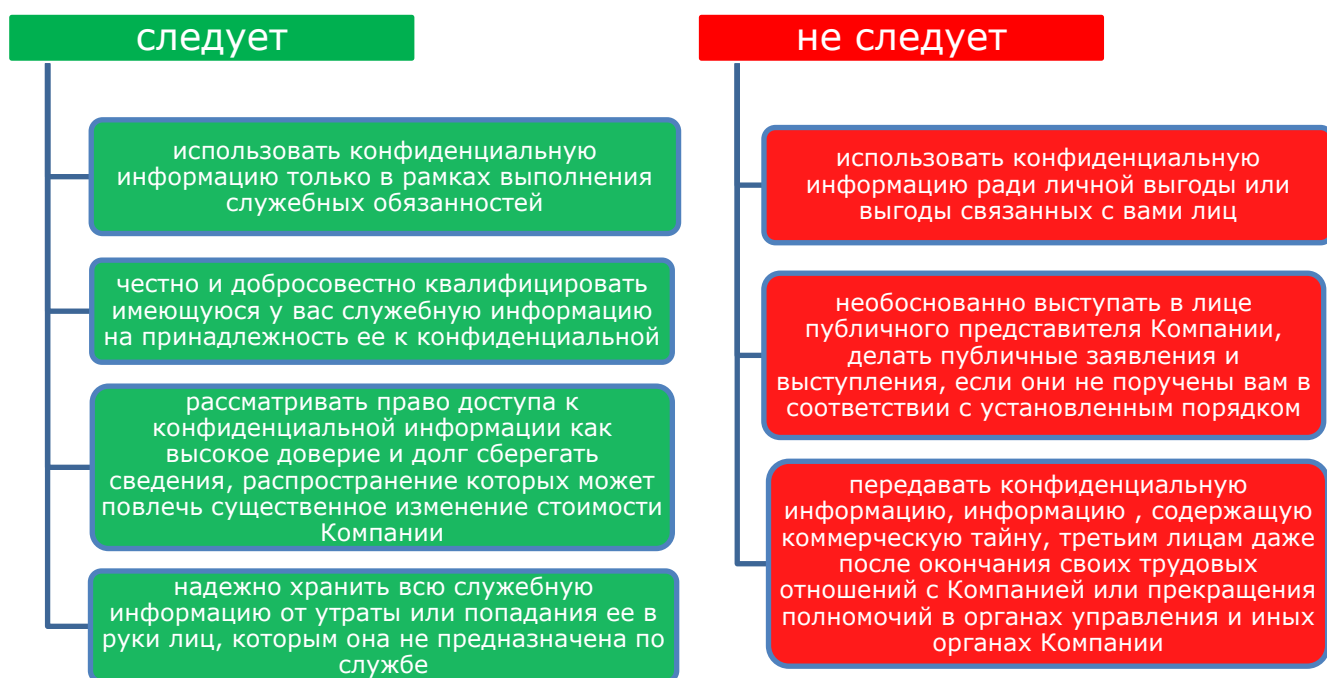 следует
использовать конфиденциальную
информацию только в рамках выполнения
служебных обязанностей
честно и добросовестно квалифицировать
имеющуюся у вас служебную информацию
на принадлежность ее к конфиденциальной
рассматривать право доступа к
конфиденциальной информации как
высокое доверие и долг сберегать
сведения, распространение которых может
повлечь существенное изменение стоимости
Компании
надежно хранить всю служебную
информацию от утраты или попадания ее в
руки лиц, которым она не предназначена по
службе
не следует
использовать конфиденциальную
информацию ради личной выгоды или
выгоды связанных с вами лиц
необоснованно выступать в лице
публичного представителя Компании,
делать публичные заявления и
выступления, если они не поручены вам в
соответствии с установленным порядком
передавать конфиденциальную
информацию, информацию , содержащую
коммерческую тайну, третьим лицам даже
после окончания своих трудовых
отношений с Компанией или прекращения
полномочий в органах управления и иных
органах Компании